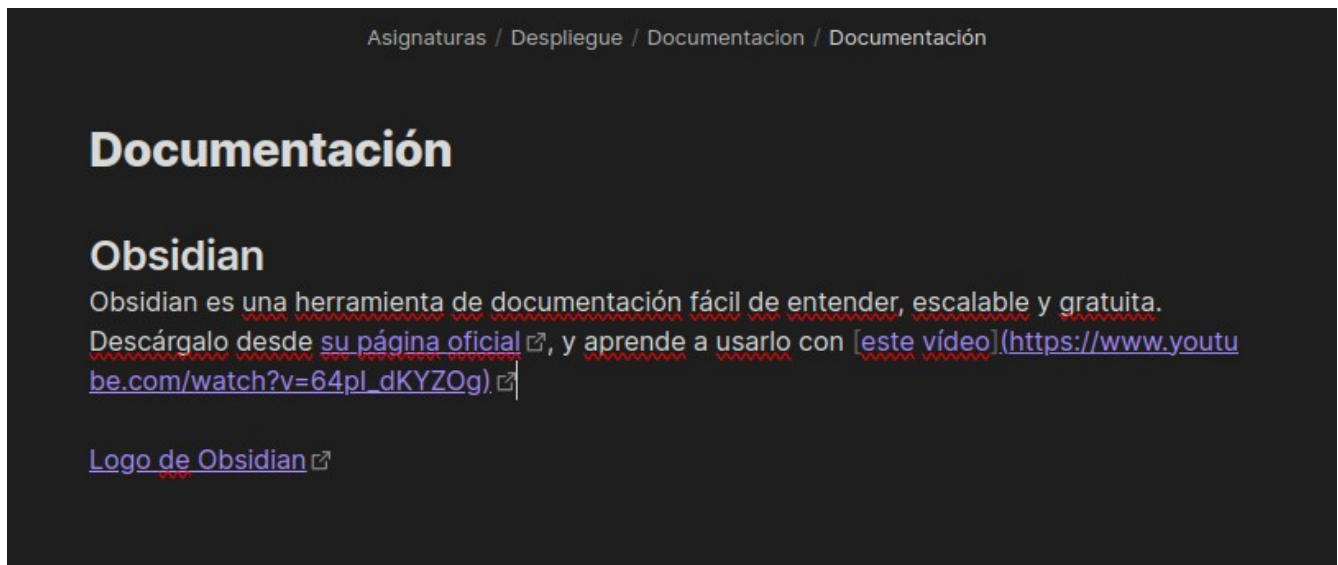 Asignaturas / Despliegue / Documentacion / Documentación
Documentación
Obsidian
Obsidian es una herramienta de documentación fácil de entender, escalable y gratuita.
Descárgalo desde su página oficial, y aprende a usarlo con [este vídeo](https://www.youtu
be.com/watch?v=64pI_dKYZOg)
Logo de Obsidian